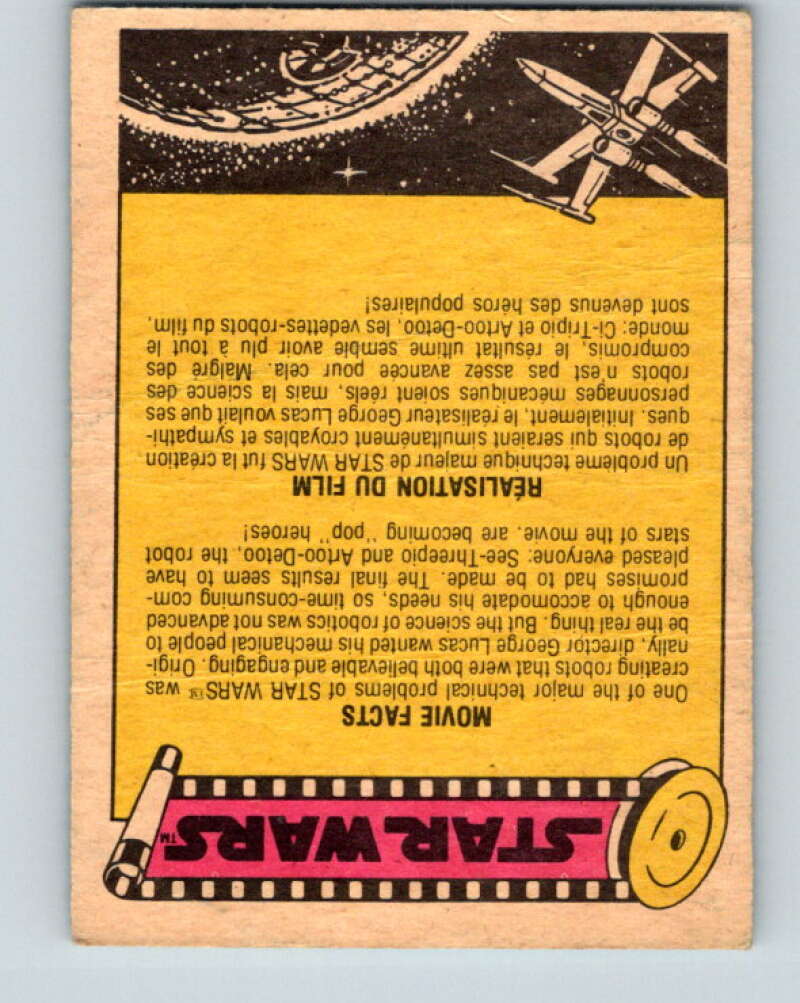 STAR WARS™
MOVIE FACTS
One of the major technical problems of STAR WARS™ was
creating robots that were both believable and engaging. Origi-
nally, director George Lucas wanted his mechanical people to
be the real thing. But the science of robotics was not advanced
enough to accomodate his needs, so time-consuming com-
promises had to be made. The final results seem to have
pleased everyone: See-Threepio and Artoo-Detoo, the robot
stars of the movie. are becoming "pop" heroes!
RÉALISATION DU FILM
Un problème technique majeur de STAR WARS fut la création
de robots qui seraient simultanément croyables et sympathi-
ques. Initialement, le réalisateur George Lucas voulait que ses
personnages mécaniques soient réels, mais la science des
robots n'est pas assez avancée pour cela. Malgré des
compromis, le résultat ultime semble avoir plu à tout le
monde: Ci-Tripio et Artoo-Detoo, les vedettes-robots du film,
sont devenus des héros populaires!